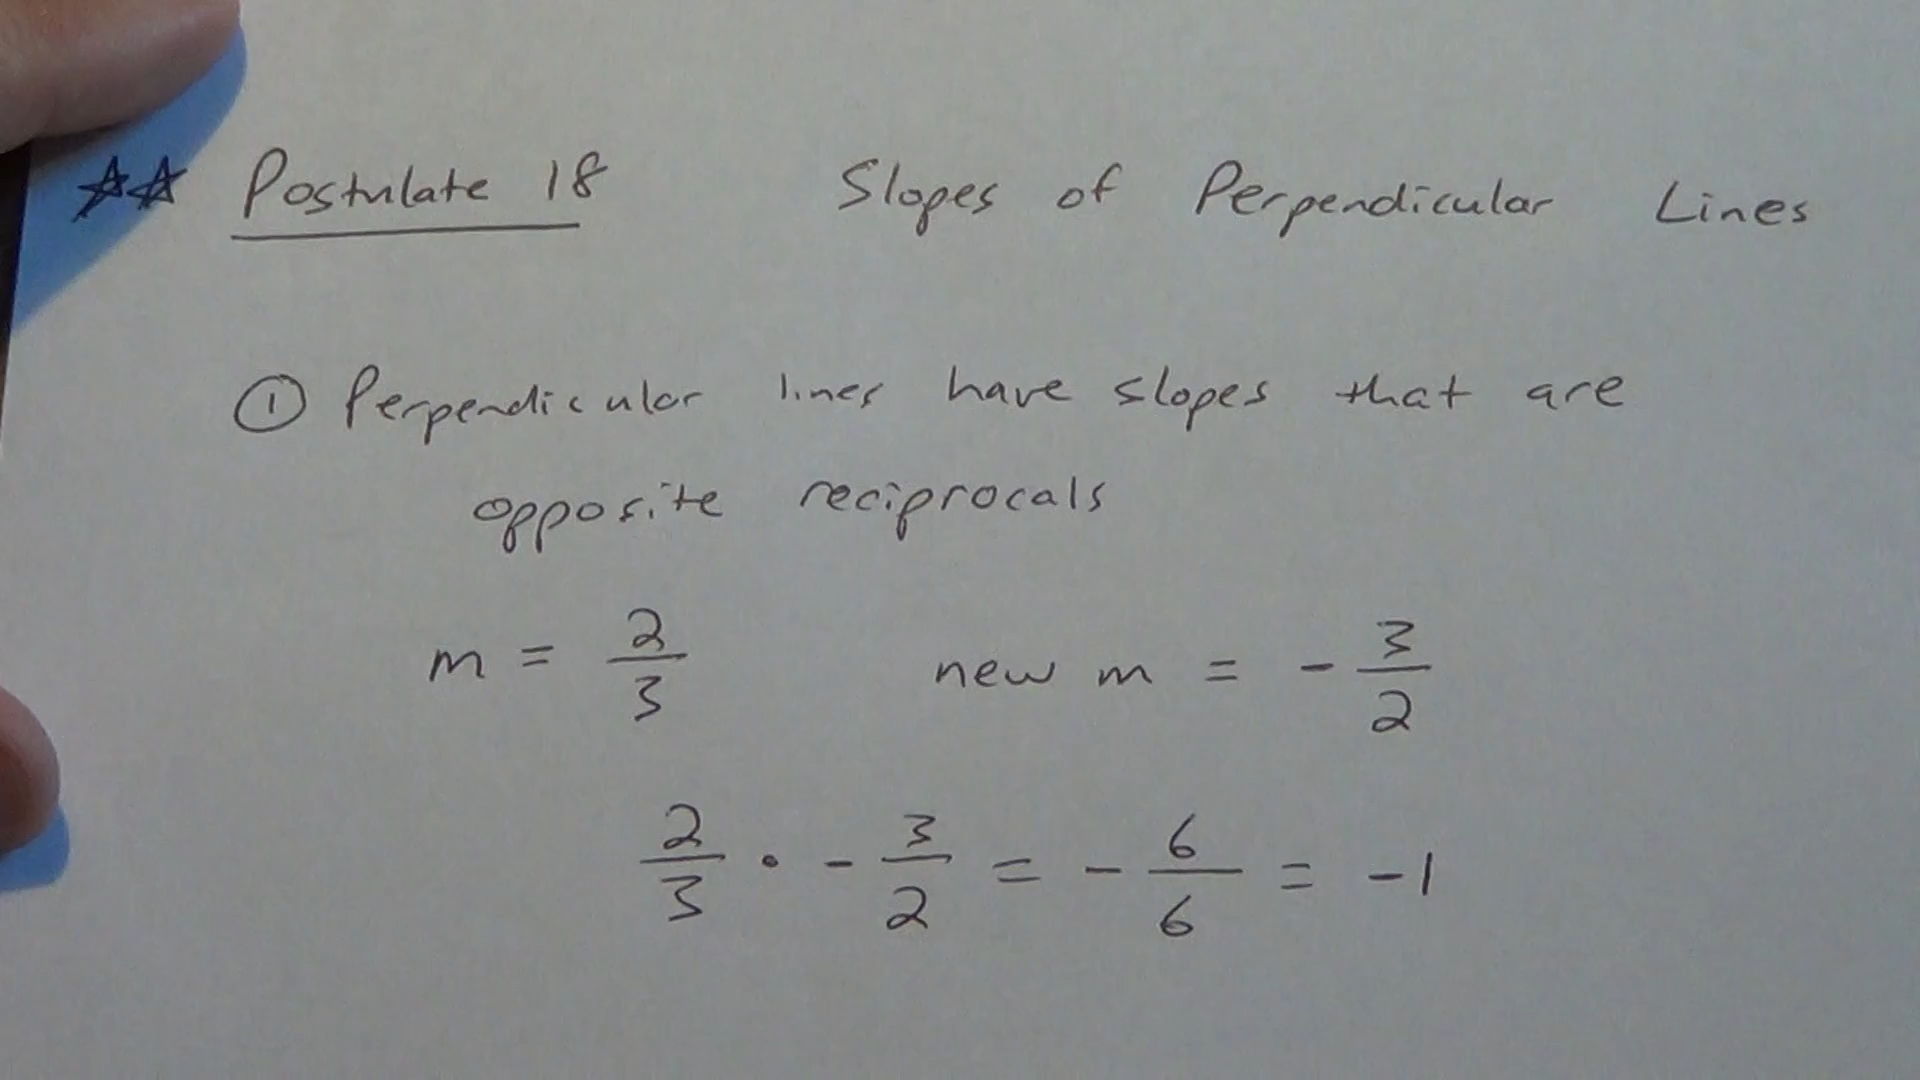 ☆☆ Postulate 18 Slopes of Perpendicular Lines
① Perpendicular lines have slopes that are
opposite reciprocals
m = 2/3 new m = - 3/2
2/3 · - 3/2 = - 6/6 = -1